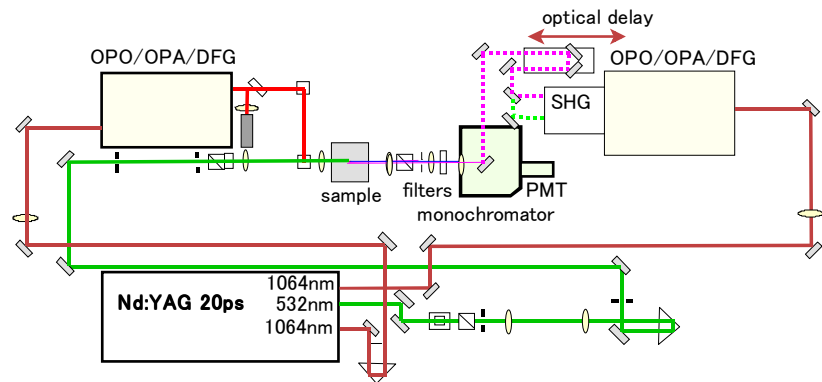 optical delay
OPO/OPA/DFG
OPO/OPA/DFG
SHG
sample
filters
PMT
monochromator
1064nm
Nd:YAG 20ps
532nm
1064nm